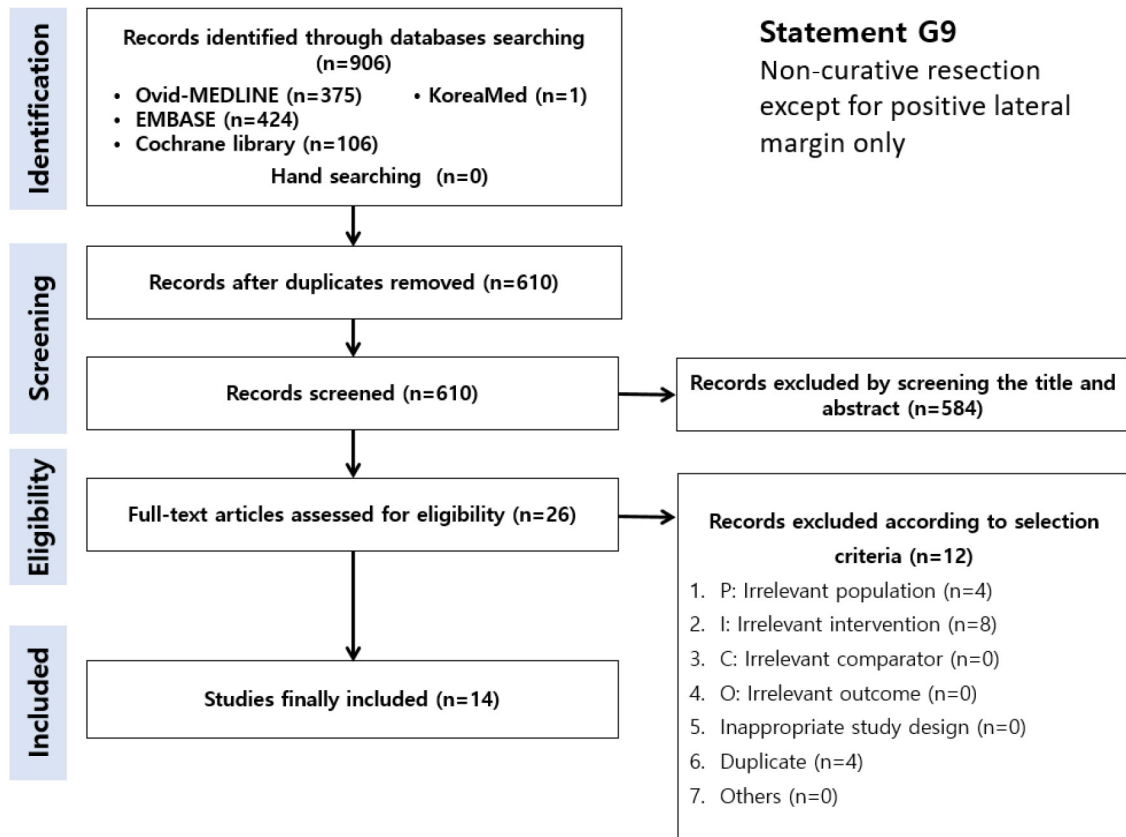 Identification
Records identified through databases searching
(n=906)
• Ovid-MEDLINE (n=375) • KoreaMed (n=1)
• EMBASE (n=424)
• Cochrane library (n=106)
Hand searching (n=0)
Statement G9
Non-curative resection
except for positive lateral
margin only
Screening
Records after duplicates removed (n=610)
Records screened (n=610)
Records excluded by screening the title and
abstract (n=584)
Eligibility
Full-text articles assessed for eligibility (n=26)
Records excluded according to selection
criteria (n=12)
1. P: Irrelevant population (n=4)
2. I: Irrelevant intervention (n=8)
3. C: Irrelevant comparator (n=0)
4. O: Irrelevant outcome (n=0)
5. Inappropriate study design (n=0)
6. Duplicate (n=4)
7. Others (n=0)
Included
Studies finally included (n=14)